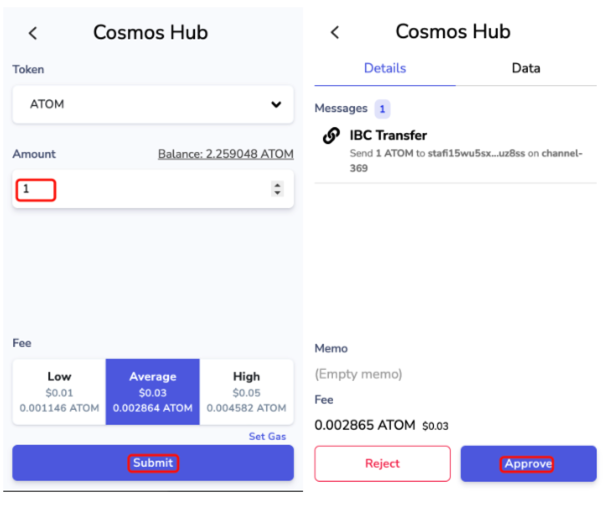 Cosmos Hub
Token
ATOM
Amount Balance: 2.259048 ATOM
1
Fee
Low Average High
$0.01 $0.03 $0.05
0.001146 ATOM 0.002864 ATOM 0.004582 ATOM
Set Gas
Submit
Cosmos Hub
Details Data
Messages 1
IBC Transfer
Send 1 ATOM to stafi15wu5sx...uz8ss on channel-
369
Memo
(Empty memo)
Fee
0.002865 ATOM $0.03
Reject Approve